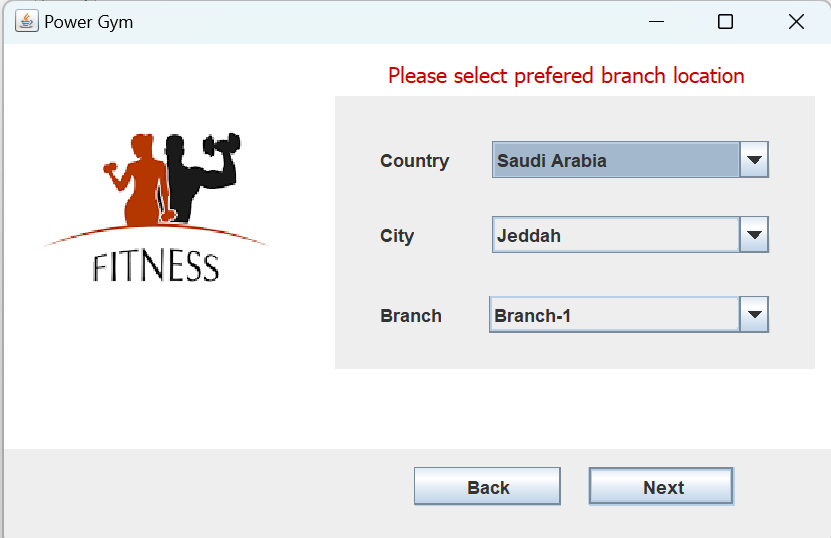 Power Gym
Please select prefered branch location
FITNESS
Country
Saudi Arabia
City
Jeddah
Branch
Branch-1
Back
Next